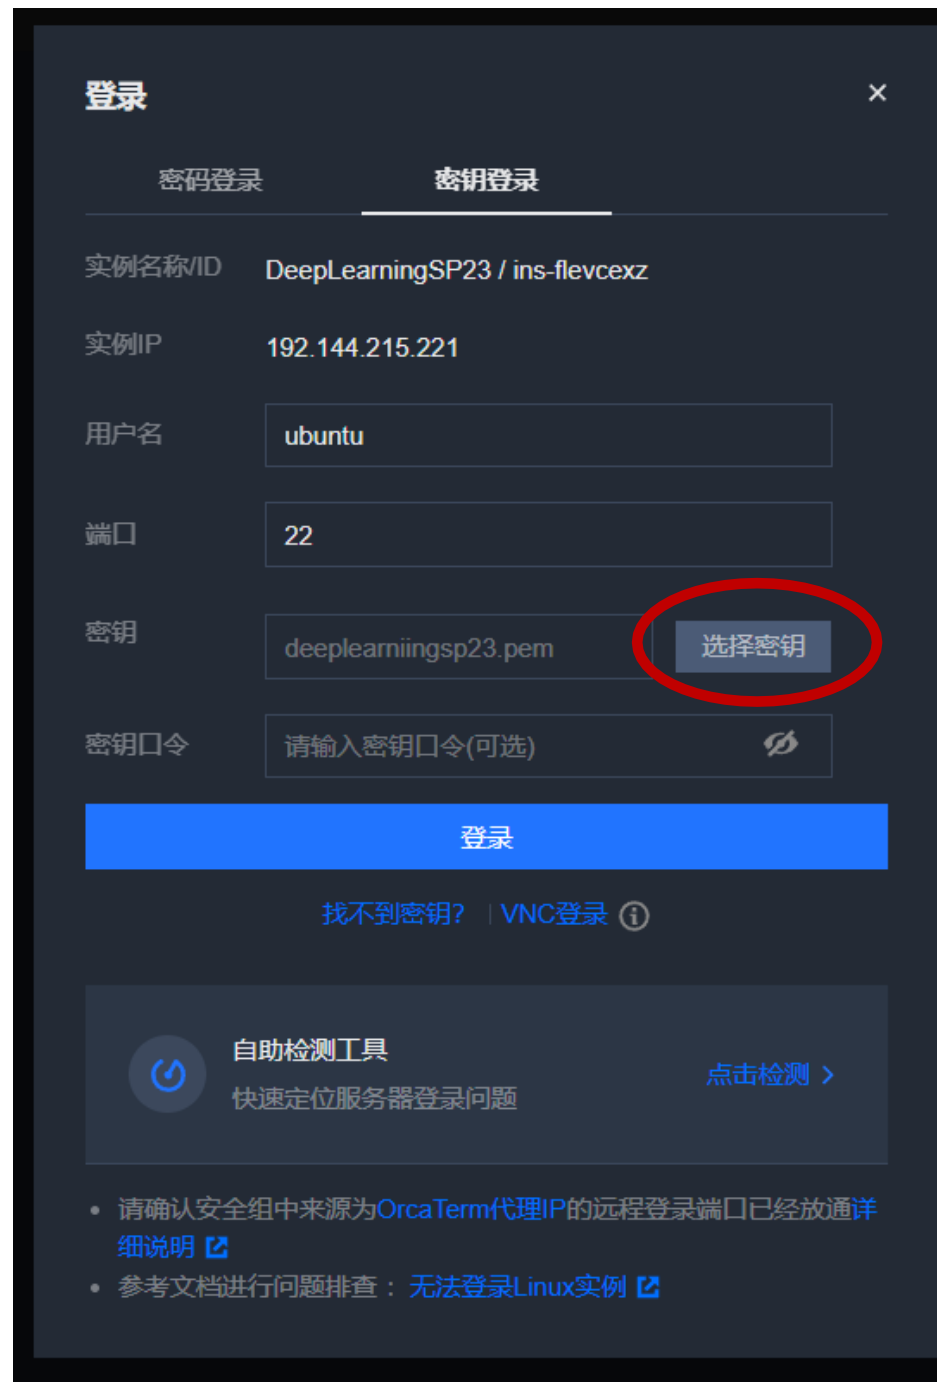 登录
密码登录 密钥登录
实例名称/ID DeepLearningSP23 / ins-flevcexz
实例IP 192.144.215.221
用户名 ubuntu
端口 22
密钥 deeplearniingsp23.pem 选择密钥
密钥口令 请输入密钥口令(可选)
登录
找不到密钥? VNC登录
自助检测工具
快速定位服务器登录问题
点击检测
请确认安全组中来源为OrcaTerm代理IP的远程登录端口已经放通详
细说明
参考文档进行问题排查：无法登录Linux实例